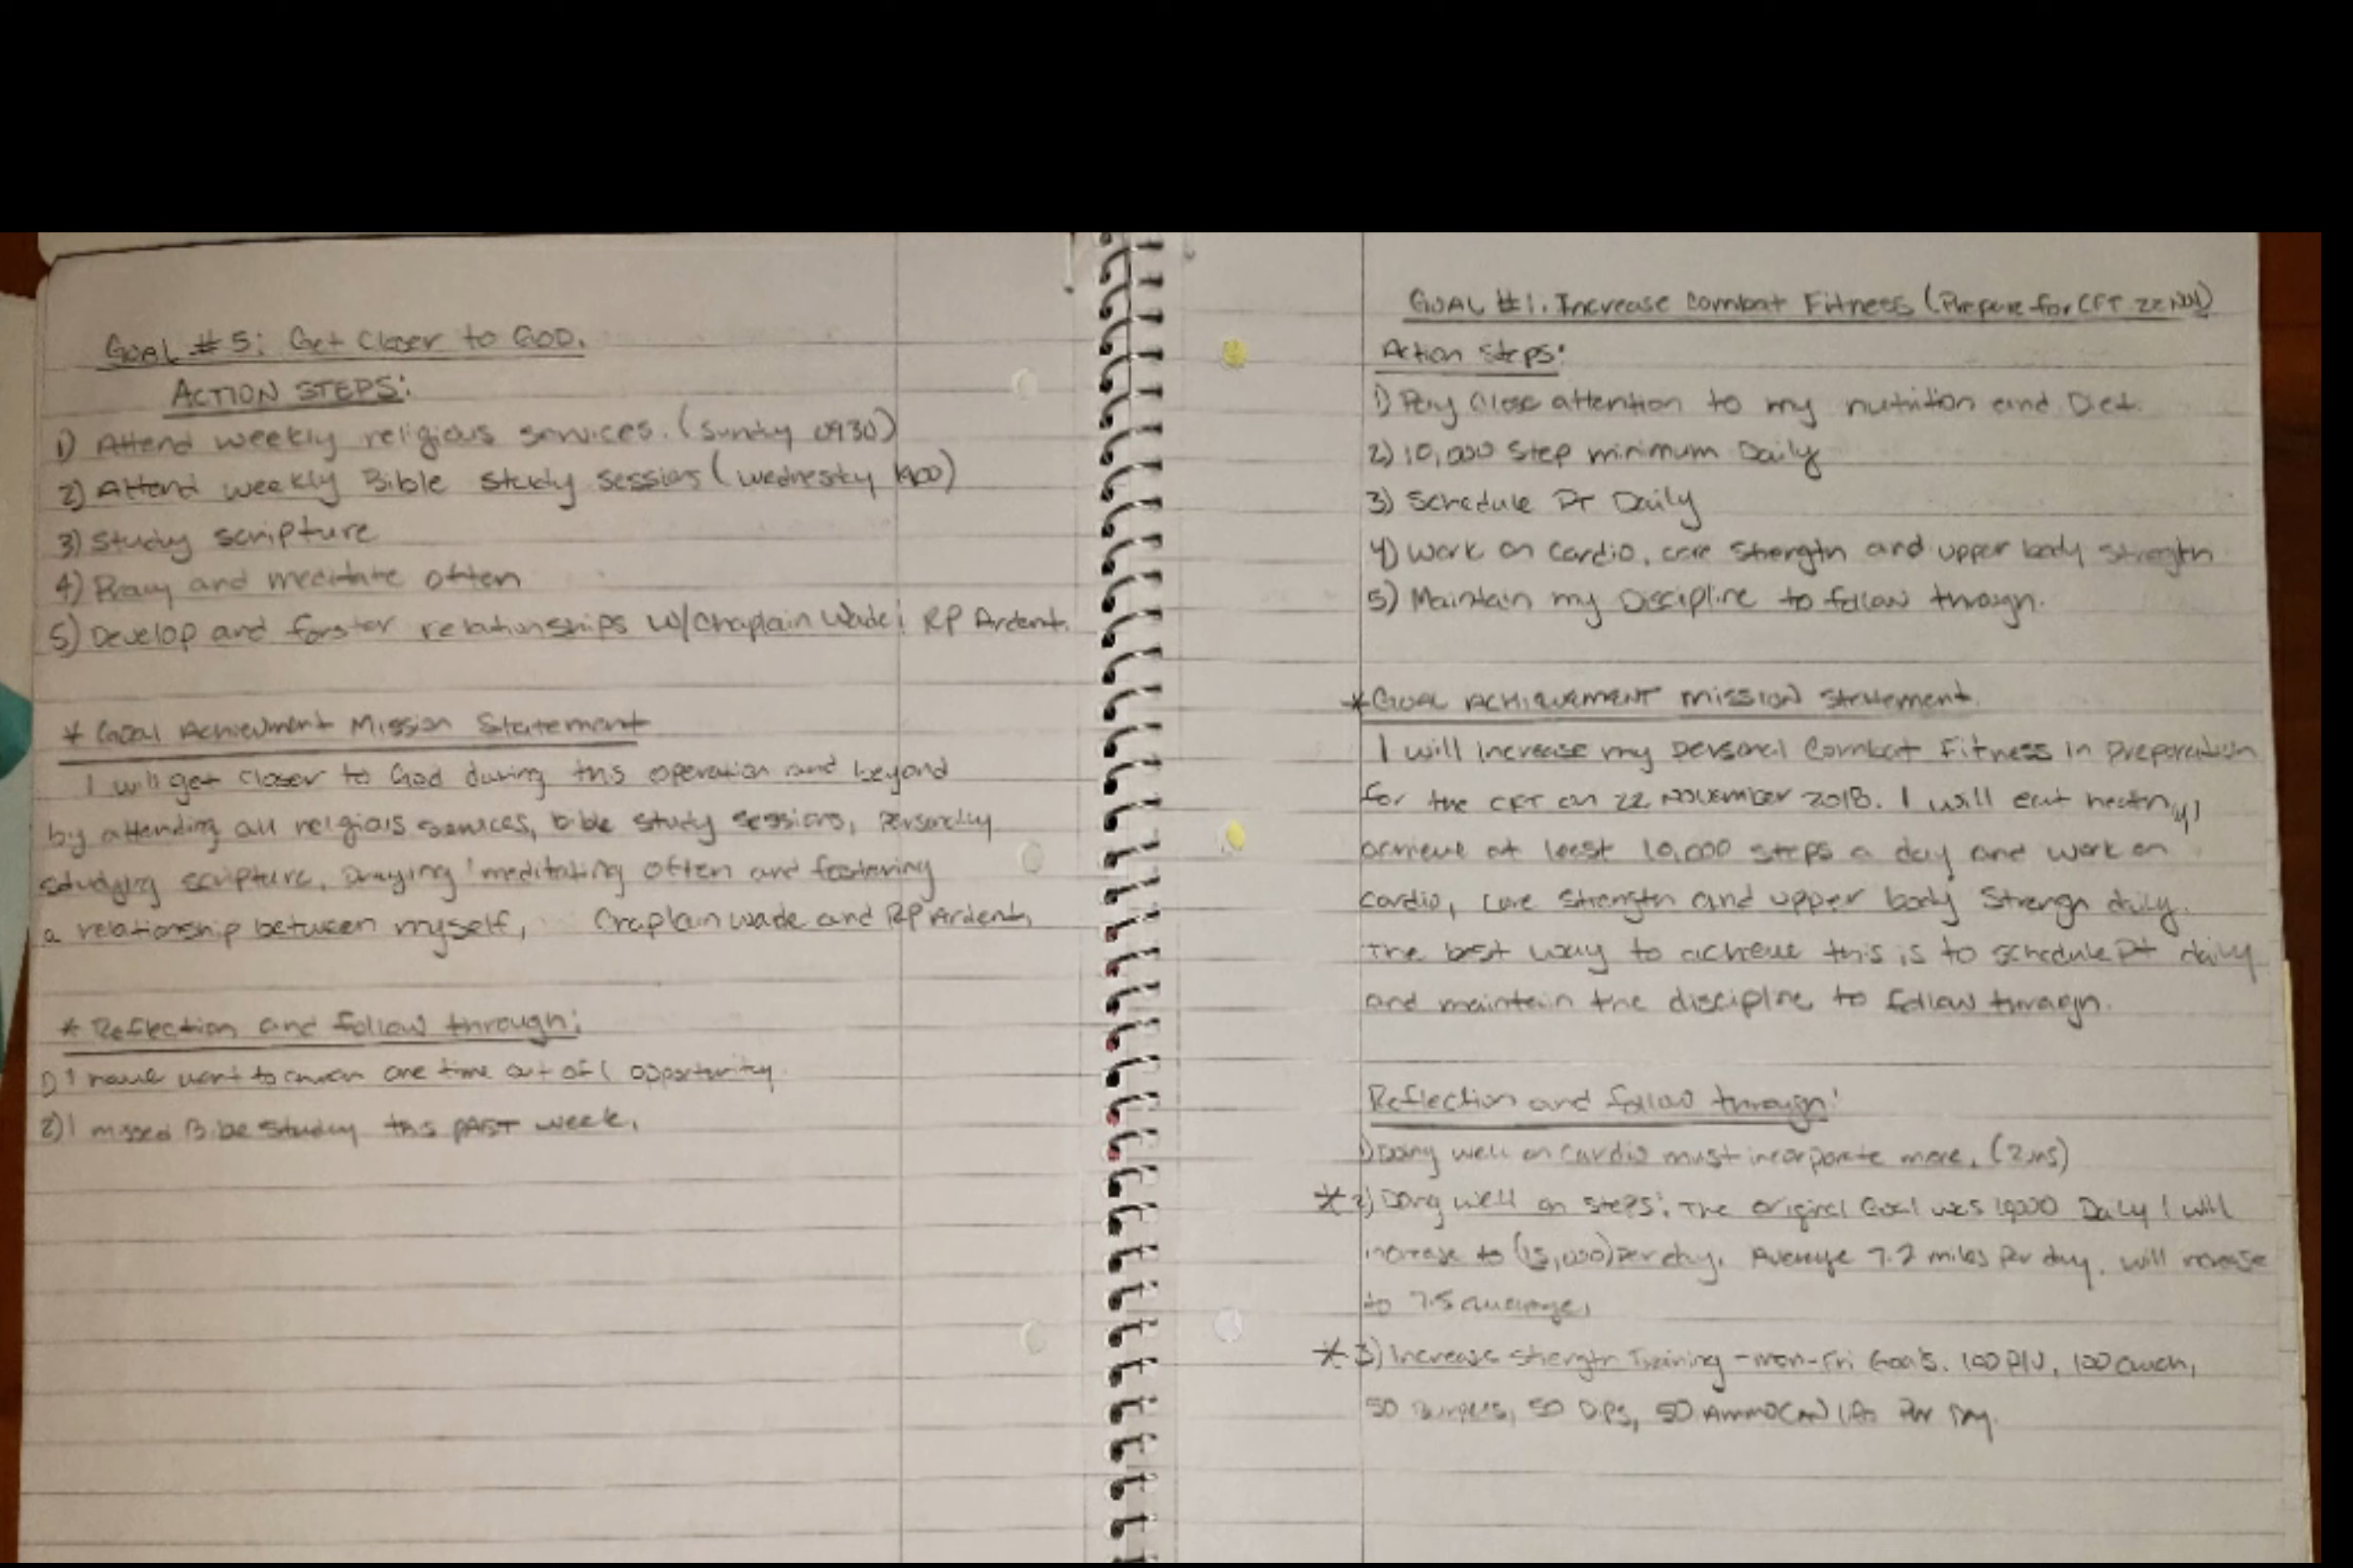 GOAL #5: Get Closer to GOD.
ACTION STEPS:
1) Attend weekly religious services. (Sunday 0930)
2) Attend weekly Bible study session (Wednesday 1900)
3) Study scripture
4) Pray and meditate often
5) Develop and forster relationships w/Chaplain Wade! RP Ardent.
* Goal Achievment Mission Statement
I will get closer to God during this operation and beyond
by attending all religious services, bible study sessions, personally
studying scripture, praying ! meditating often and fostering
a relationship between myself, Chaplain Wade and RP Ardent,
* Reflection and follow through:
1) I have went to church one time out of 1 opportunity
2) I missed Bible Study this PAST week.
GOAL #1. Increase Combat Fitness (Prepare for CFT 22 NOV)
Action Steps:
1) Pay close attention to my nutrition and Diet.
2) 10,000 Step minimum Daily
3) Schedule PT Daily
4) Work on cardio, core strength and upper body strength
5) Maintain my Discipline to follow through.
* GOAL ACHIEVEMENT MISSION Statement.
I will increase my personal Combat Fitness in preparation
for the CFT on 22 November 2018. I will eat healthy,
achieve at least 10,000 steps a day and work on
cardio, core strength and upper body strengh daily.
The best way to achieve this is to schedule Pt daily
and maintain the discipline to follow through.
Reflection and follow through:
1) Doing well on cardio must incorporate more. (Runs)
* 2) Doing well on steps: The original Goal was 10,000 Daily I will
increase to (15,000) per day. Average 7.2 miles per day. will increase
to 7.5 average.
* 3) Increase Strength Training - Mon-Fri Goals. 100 P/U, 100 crunch,
50 Burpees, 50 Dips, 50 AMMO CAN lifts Per Day.